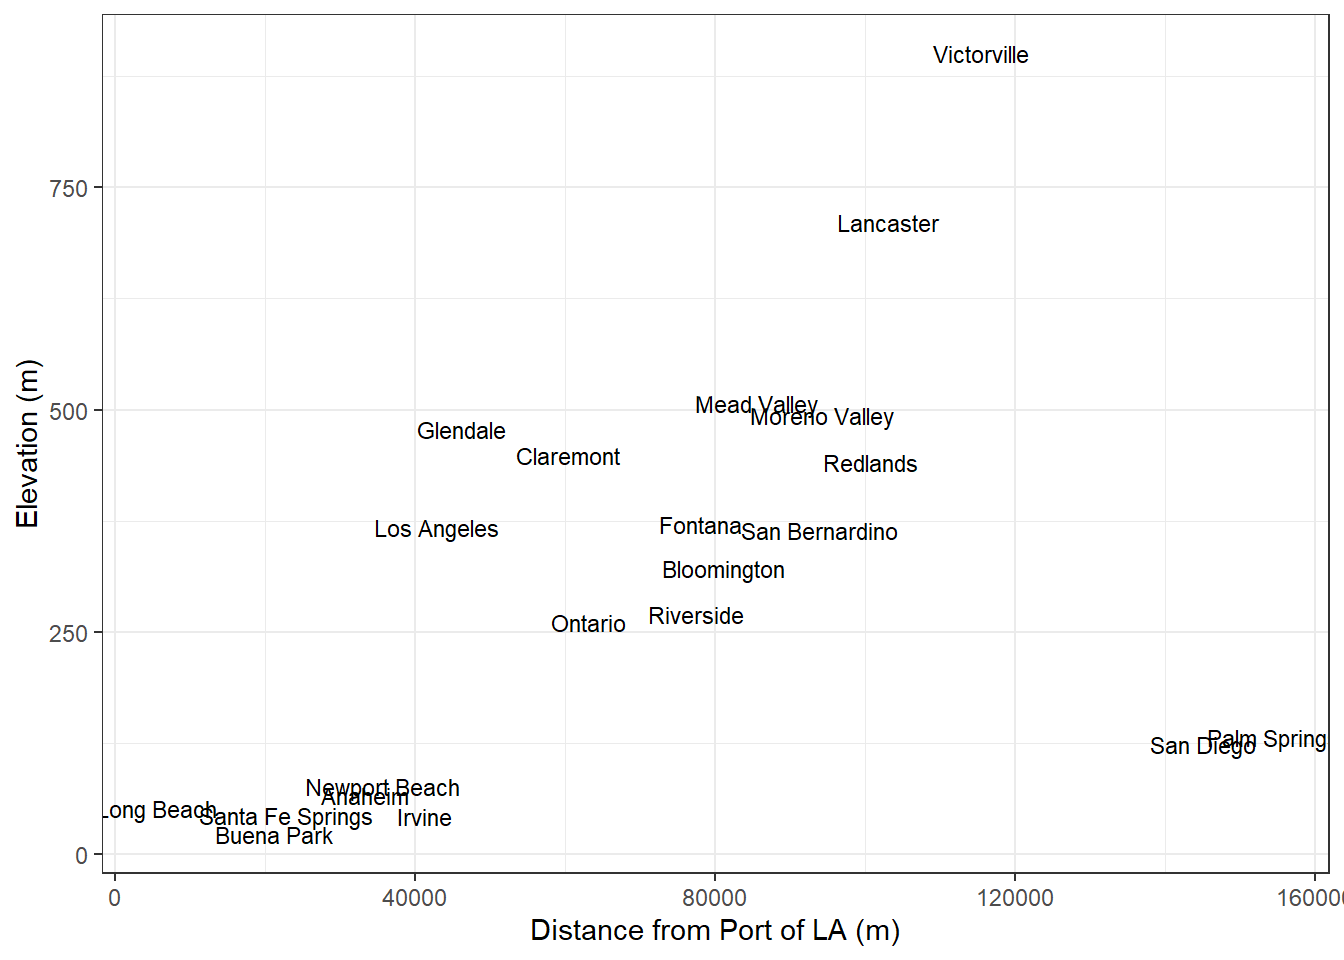 Victorville
750
Lancaster
Mead Valley
500
Moreno Valley
Glendale
Claremont
Redlands
Los Angeles
Fontana
San Bernardino
Bloomington
Riverside
Ontario
250
Palm Spring
San Diego
Newport Beach
Anaheim
Long Beach
Santa Fe Springs
Irvine
Buena Park
0
0
40000
80000
120000
160000
Distance from Port of LA (m)
Elevation (m)